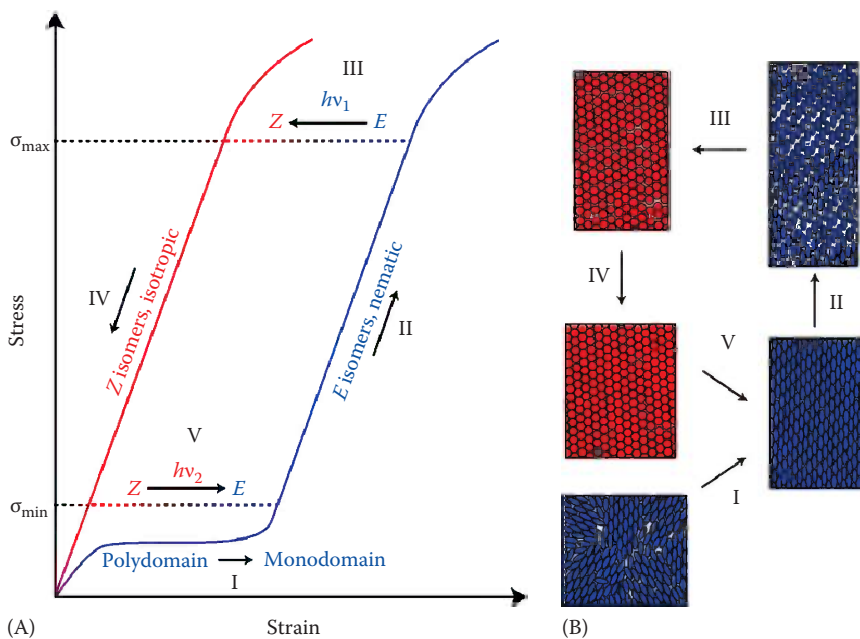 III
hν₁
Z E
σmax
Z isomers, isotropic
IV
E isomers, nematic
II
Stress
V
hν₂
Z E
σmin
Polydomain Monodomain
I
(A)
Strain
III
IV
II
V
I
(B)